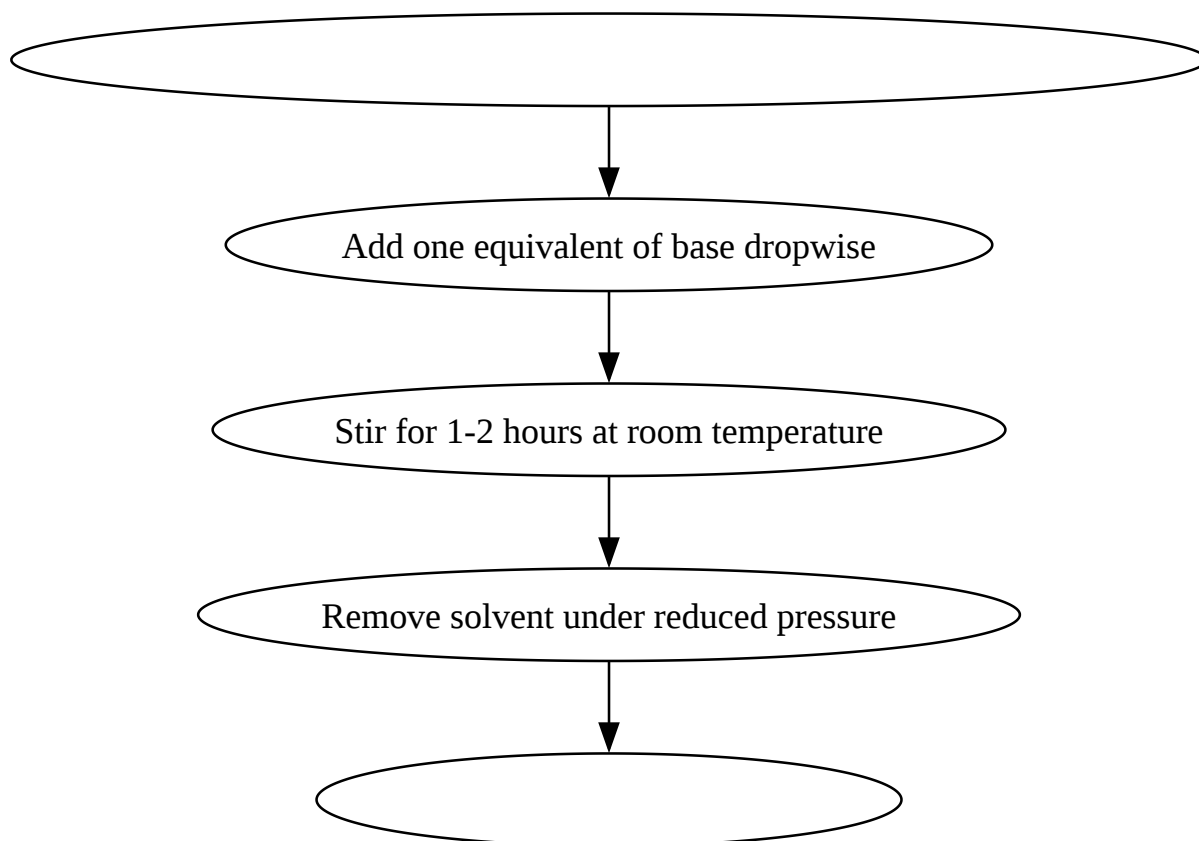 Add one equivalent of base dropwise
Stir for 1-2 hours at room temperature
Remove solvent under reduced pressure